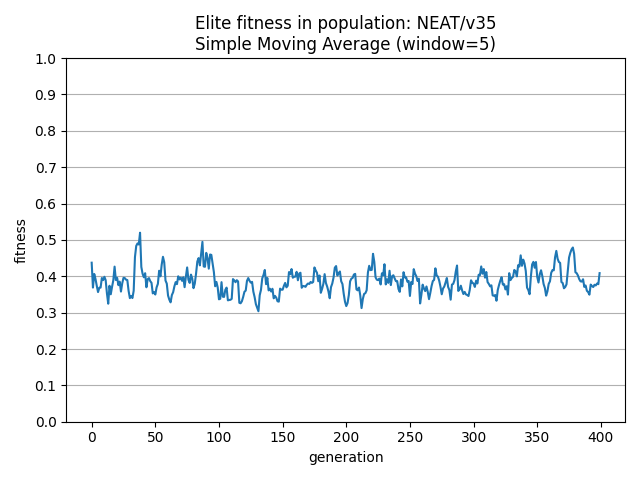 Elite fitness in population: NEAT/v35
Simple Moving Average (window=5)
1.0
0.9
0.8
0.7
0.6
0.5
0.4
0.3
0.2
0.1
0.0
fitness
0 50 100 150 200 250 300 350 400
generation